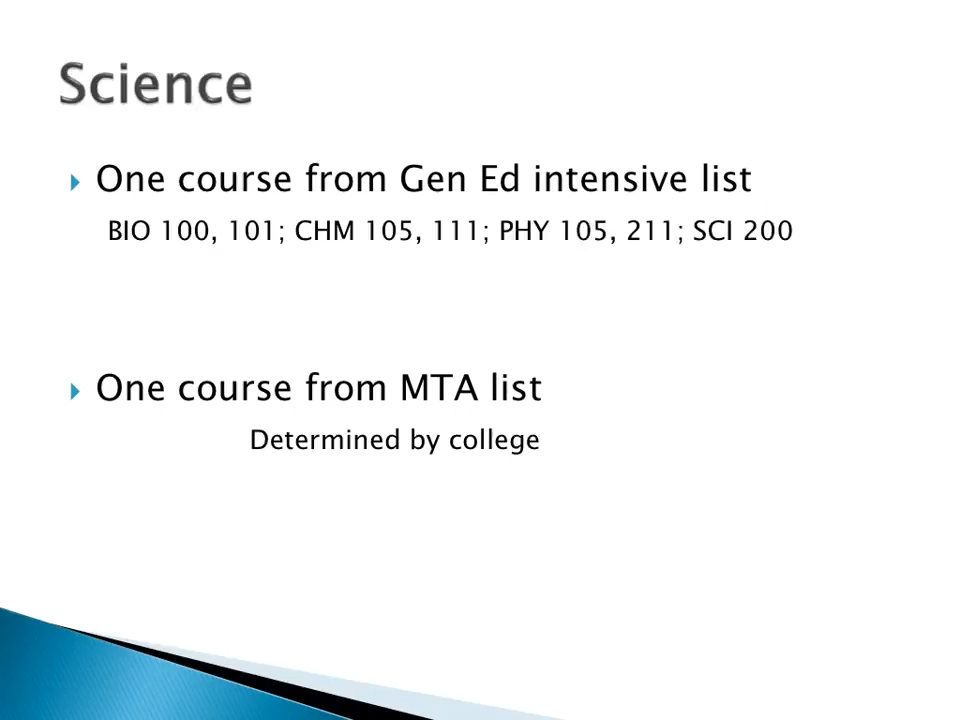 Science
One course from Gen Ed intensive list
BIO 100, 101; CHM 105, 111; PHY 105, 211; SCI 200
One course from MTA list
Determined by college